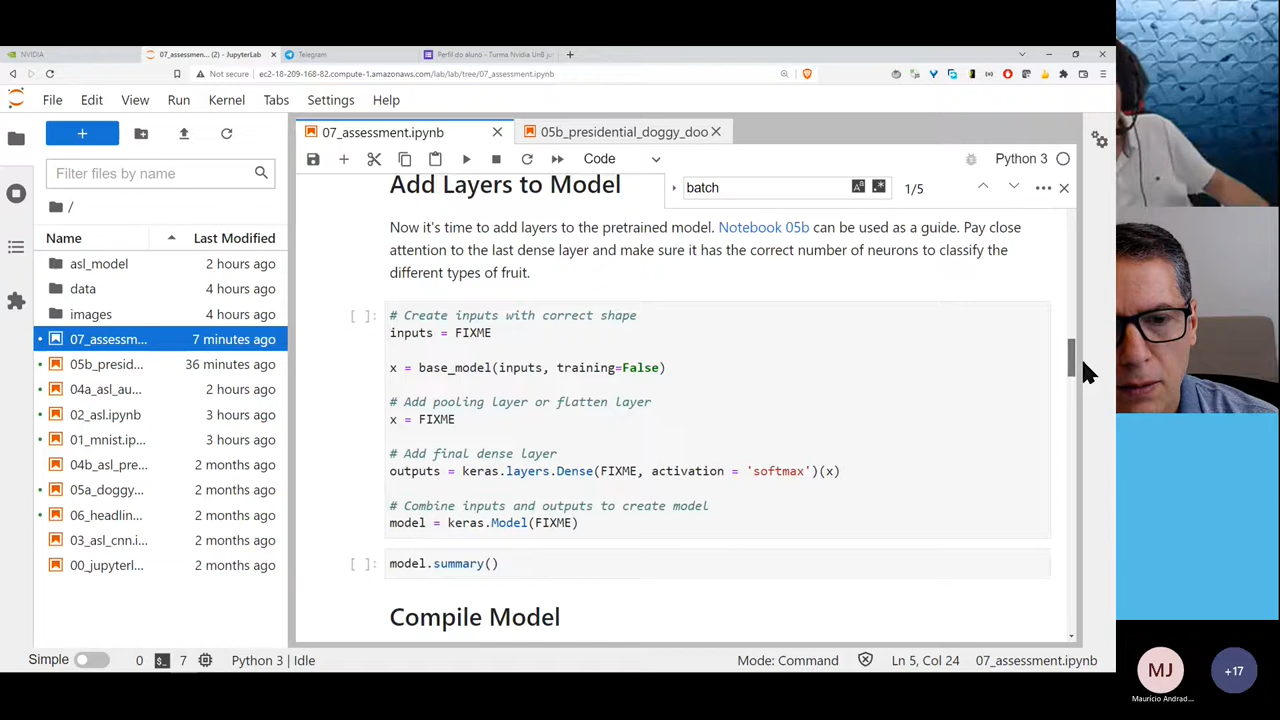 NVIDIA
07_assessment... (2) - JupyterLab
Telegram
Perfil do aluno - Turma Nvidia UnB ju
Not secure
ec2-18-209-168-82.compute-1.amazonaws.com/lab/lab/tree/07_assessment.ipynb
File Edit View Run Kernel Tabs Settings Help
07_assessment.ipynb
05b_presidential_doggy_doo
Code
Python 3
Filter files by name
batch
1/5
/
Name
Last Modified
asl_model 2 hours ago
data 4 hours ago
images 4 hours ago
07_assessm... 7 minutes ago
05b_presid... 36 minutes ago
04a_asl_au... 2 hours ago
02_asl.ipynb 3 hours ago
01_mnist.ip... 3 hours ago
04b_asl_pre... 2 months ago
05a_doggy... 2 months ago
06_headlin... 2 months ago
03_asl_cnn.i... 2 months ago
00_jupyterl... 2 months ago
Add Layers to Model
Now it's time to add layers to the pretrained model. Notebook 05b can be used as a guide. Pay close
attention to the last dense layer and make sure it has the correct number of neurons to classify the
different types of fruit.
[ ]:
# Create inputs with correct shape
inputs = FIXME
x = base_model(inputs, training=False)
# Add pooling layer or flatten layer
x = FIXME
# Add final dense layer
outputs = keras.layers.Dense(FIXME, activation = 'softmax')(x)
# Combine inputs and outputs to create model
model = keras.Model(FIXME)
[ ]:
model.summary()
Compile Model
Simple
0
7
Python 3 | Idle
Mode: Command
Ln 5, Col 24
07_assessment.ipynb
MJ
Maurício Andrad...
+17